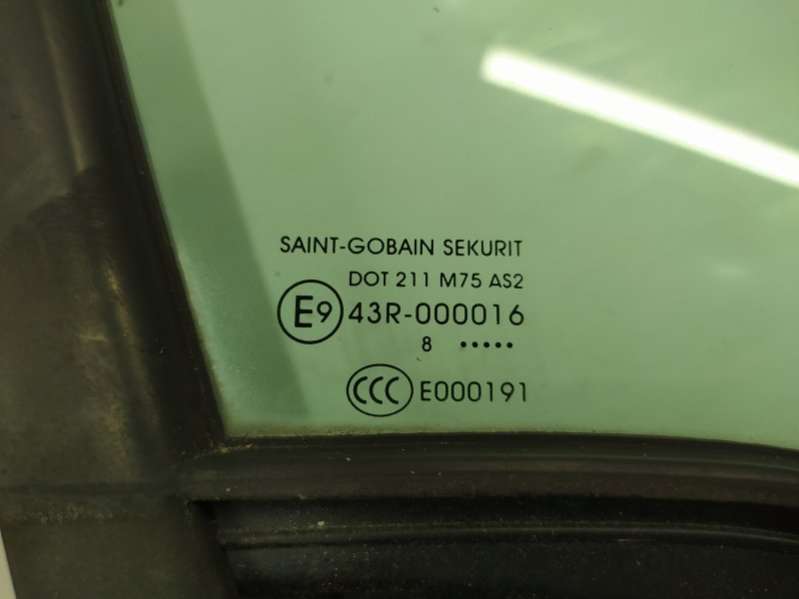 SAINT-GOBAIN SEKURIT
DOT 211 M75 AS2
E9 43R-000016
8 •••••
CCC E000191